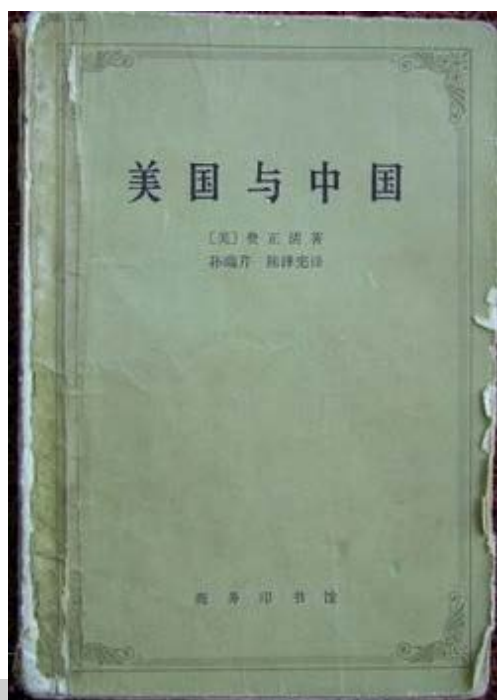 美国与中国
〔美〕费正清著
孙瑞芹 陈泽宪译
商务印书馆